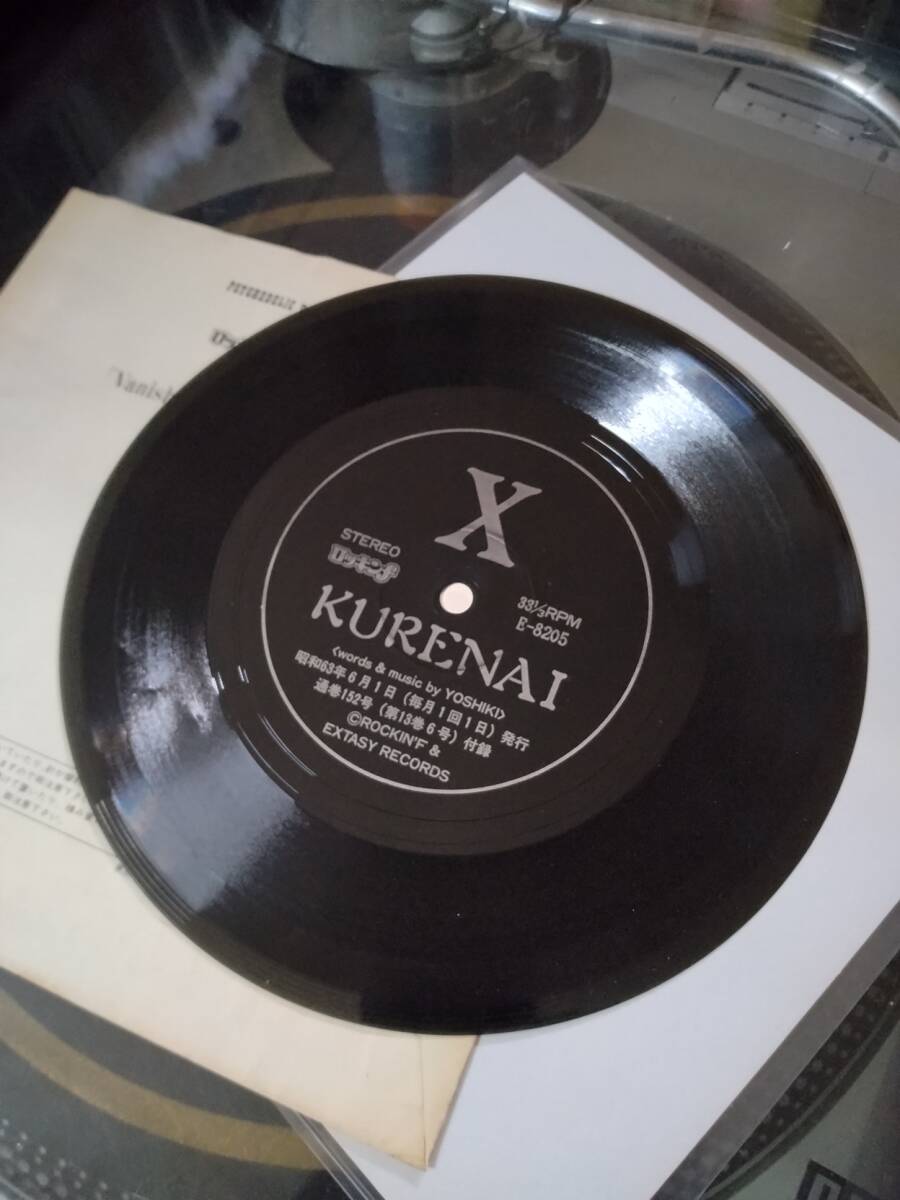 PSYCHEDELIC
Vanish
X
STEREO
ロッキンf
33⅓RPM
E-8205
KURENAI
<words & music by YOSHIKI>
昭和63年6月1日（毎月1回1日）発行
通巻152号（第13巻6号）付録
©ROCKIN'F &
EXTASY RECORDS